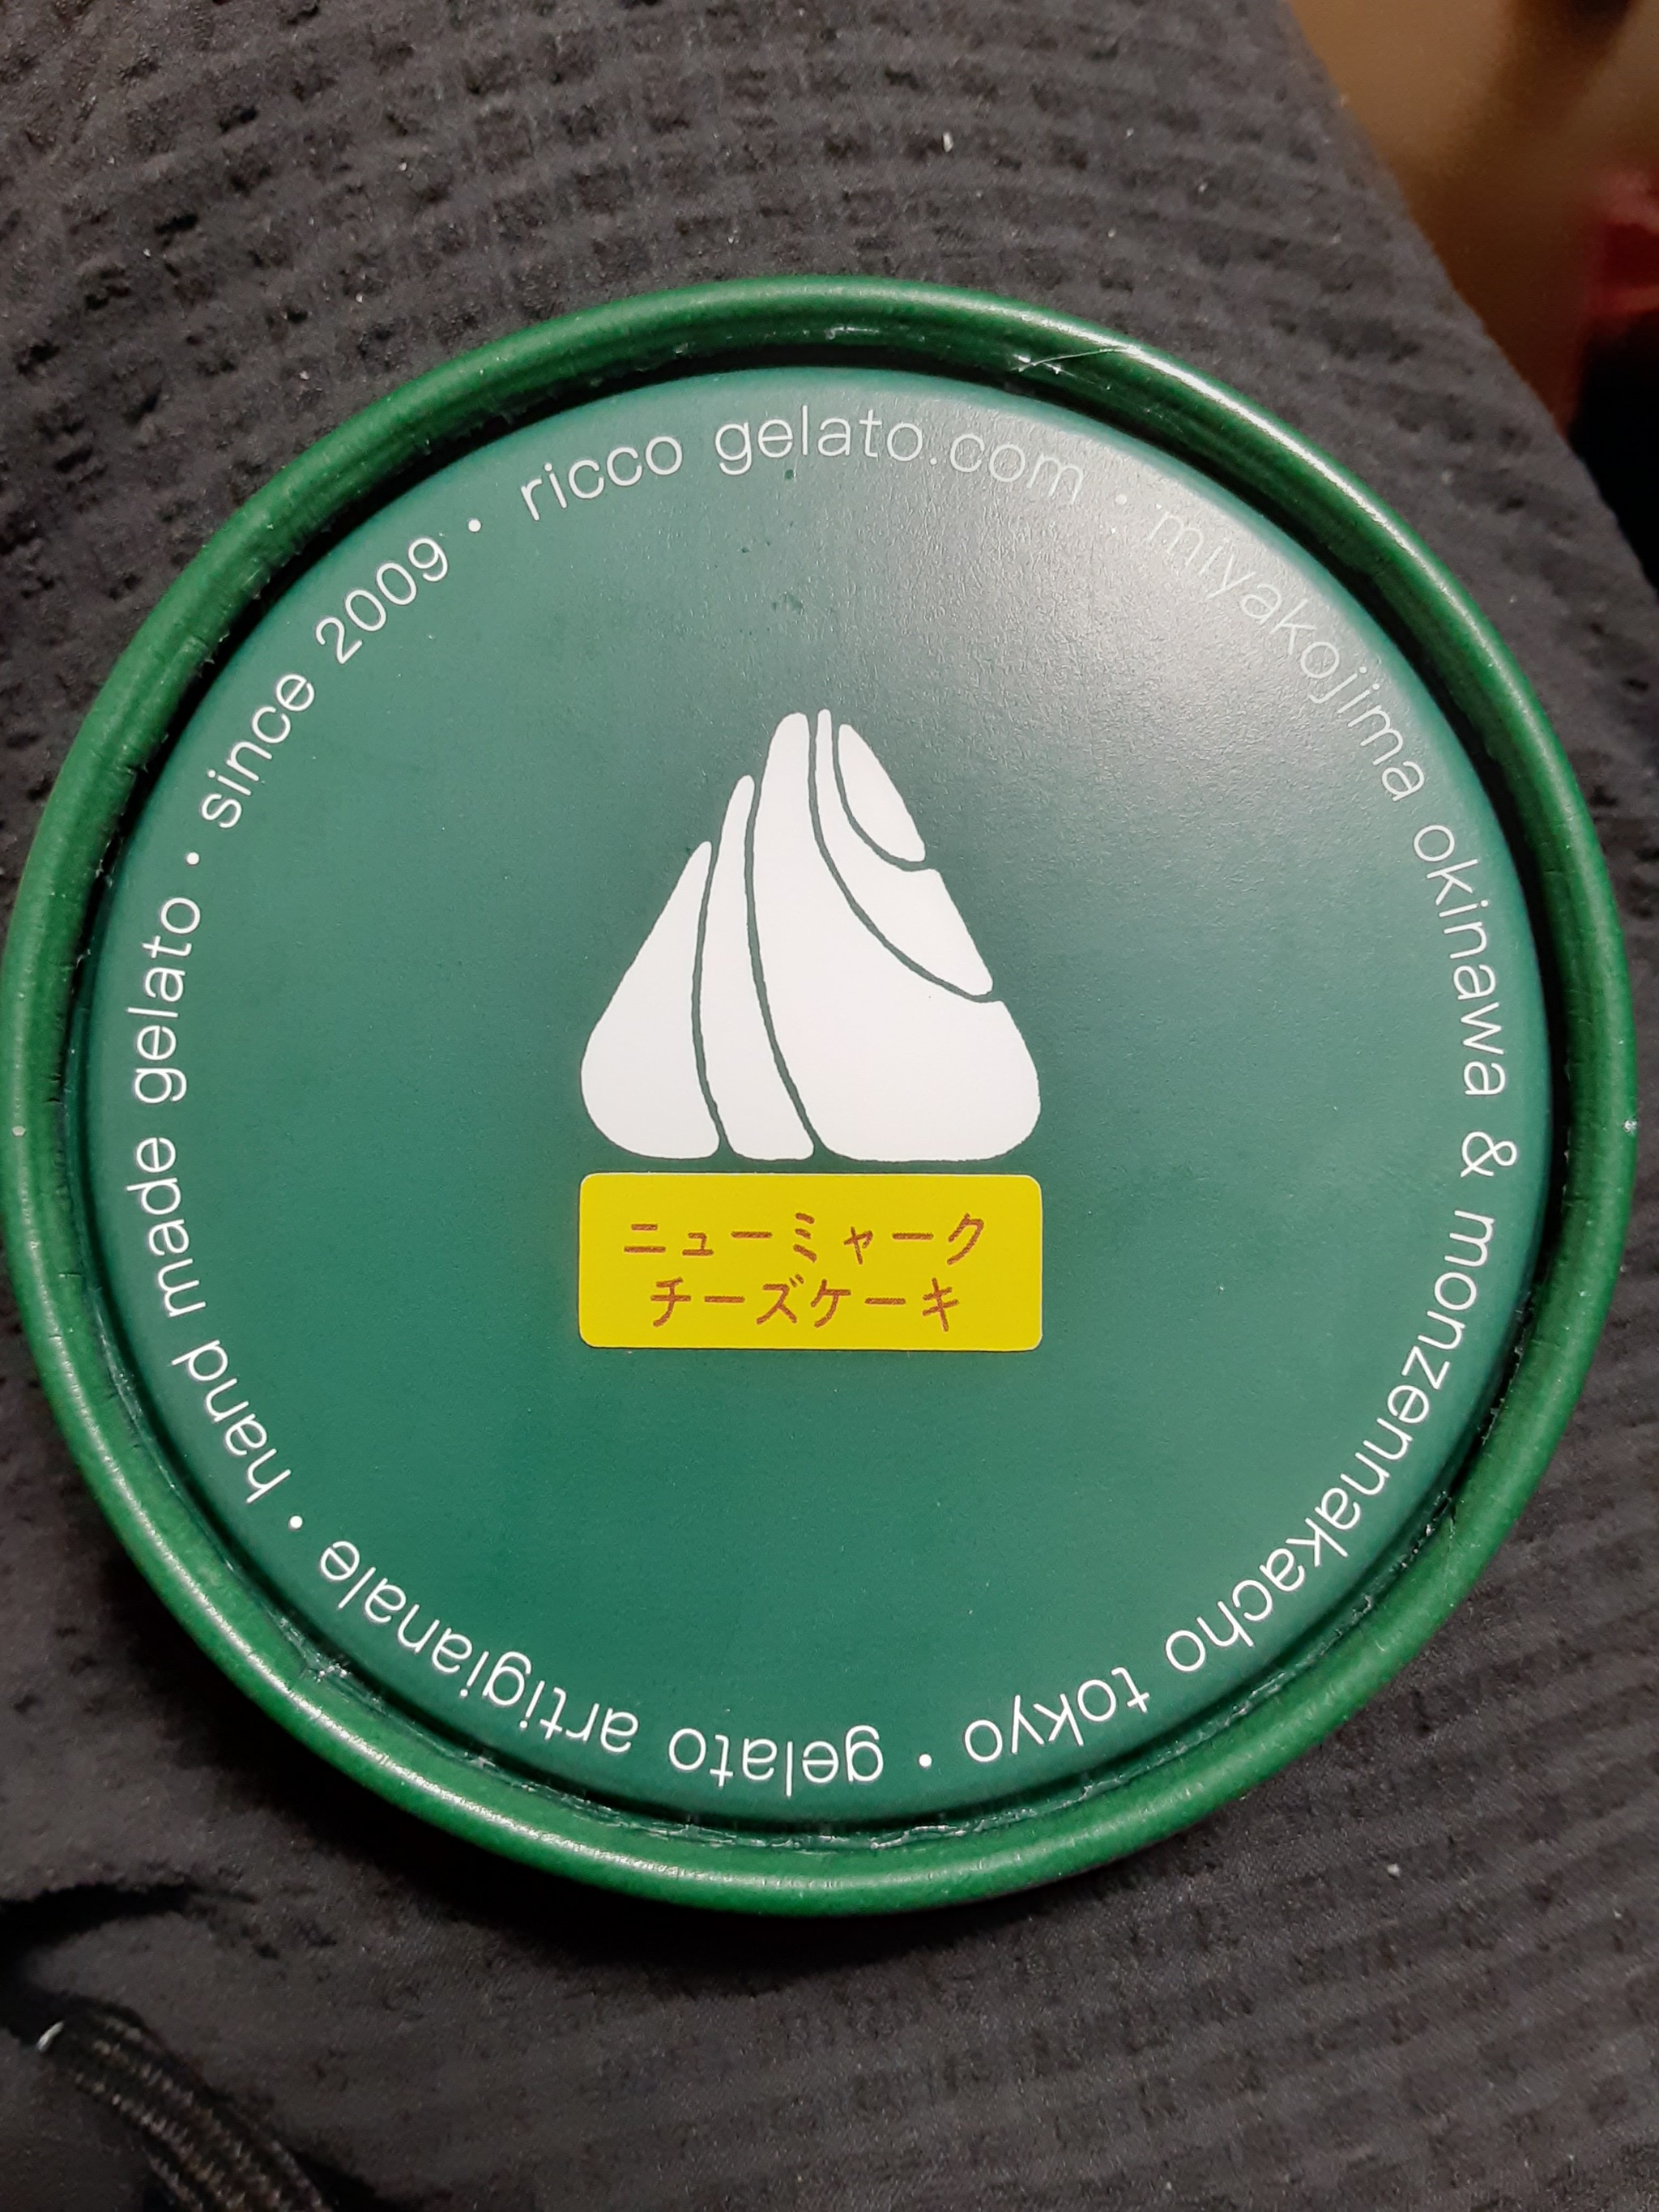 ricco gelato.com · miyakojima okinawa & monzennakacho tokyo · gelato artigianale · hand made gelato · since 2009 ·
ニューミャーク
チーズケーキ